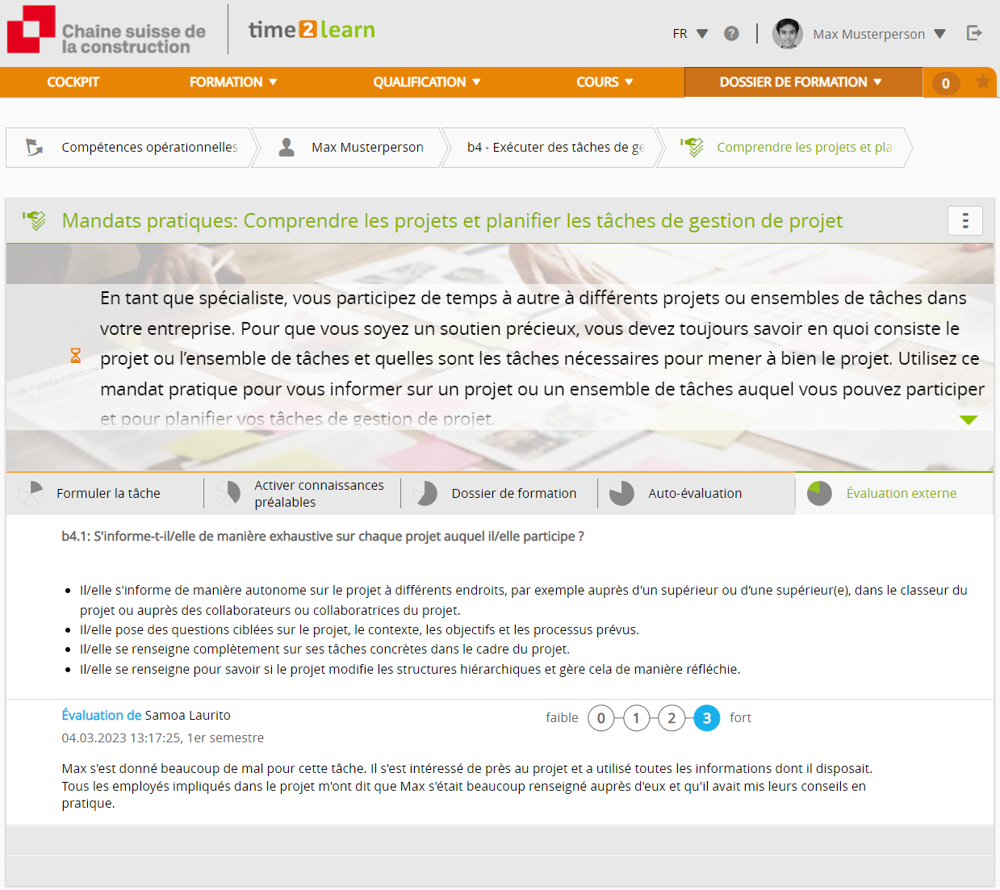 Chaîne suisse de
la construction
time2learn
FR
?
Max Musterperson
COCKPIT
FORMATION
QUALIFICATION
COURS
DOSSIER DE FORMATION
0
Compétences opérationnelles
Max Musterperson
b4 - Exécuter des tâches de ge
Comprendre les projets et pla
Mandats pratiques: Comprendre les projets et planifier les tâches de gestion de projet
En tant que spécialiste, vous participez de temps à autre à différents projets ou ensembles de tâches dans
votre entreprise. Pour que vous soyez un soutien précieux, vous devez toujours savoir en quoi consiste le
projet ou l’ensemble de tâches et quelles sont les tâches nécessaires pour mener à bien le projet. Utilisez ce
mandat pratique pour vous informer sur un projet ou un ensemble de tâches auquel vous pouvez participer
et pour planifier vos tâches de gestion de projet.
Formuler la tâche
Activer connaissances
préalables
Dossier de formation
Auto-évaluation
Évaluation externe
b4.1: S'informe-t-il/elle de manière exhaustive sur chaque projet auquel il/elle participe ?
Il/elle s'informe de manière autonome sur le projet à différents endroits, par exemple auprès d'un supérieur ou d’une supérieur(e), dans le classeur du
projet ou auprès des collaborateurs ou collaboratrices du projet.
Il/elle pose des questions ciblées sur le projet, le contexte, les objectifs et les processus prévus.
Il/elle se renseigne complètement sur ses tâches concrètes dans le cadre du projet.
Il/elle se renseigne pour savoir si le projet modifie les structures hiérarchiques et gère cela de manière réfléchie.
Évaluation de Samoa Laurito
faible 0 1 2 3 fort
04.03.2023 13:17:25, 1er semestre
Max s'est donné beaucoup de mal pour cette tâche. Il s'est intéressé de près au projet et a utilisé toutes les informations dont il disposait.
Tous les employés impliqués dans le projet m'ont dit que Max s'était beaucoup renseigné auprès d'eux et qu'il avait mis leurs conseils en
pratique.